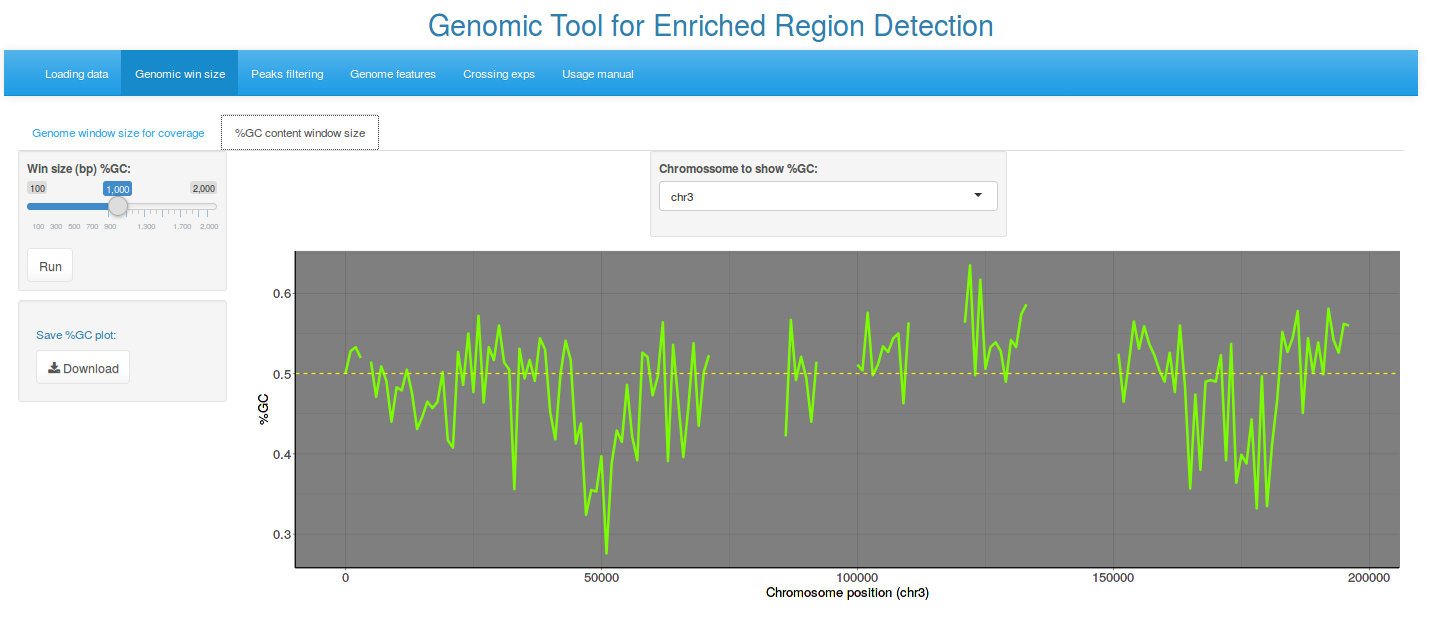 Genomic Tool for Enriched Region Detection
Loading data Genomic win size Peaks filtering Genome features Crossing exps Usage manual
Genome window size for coverage %GC content window size
Win size (bp) %GC:
100 1,000 2,000
100 300 500 700 900 1,300 1,700 2,000
Run
Save %GC plot:
Download
Chromossome to show %GC:
chr3
%GC
0.6
0.5
0.4
0.3
0 50000 100000 150000 200000
Chromosome position (chr3)